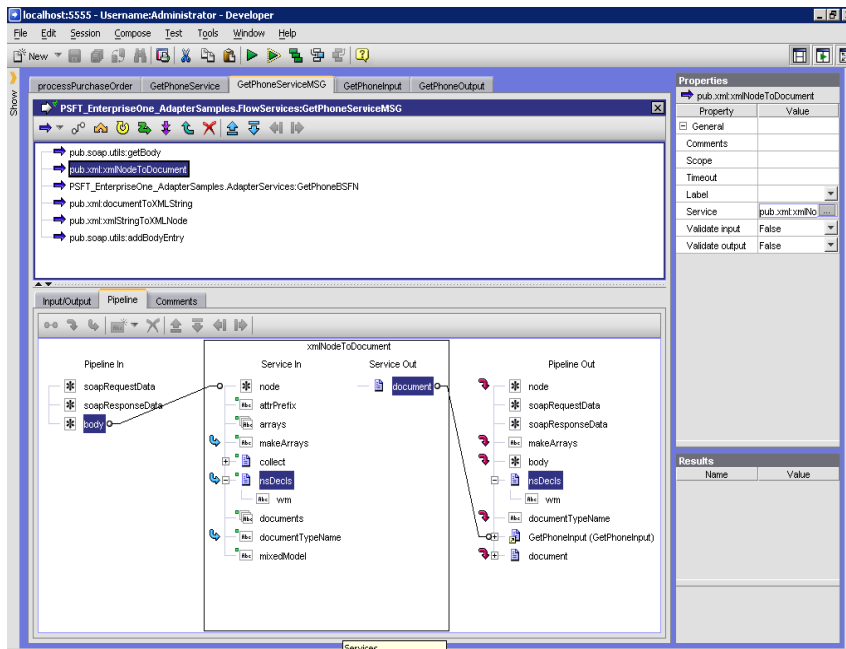 localhost:5555 - Username:Administrator - Developer
File Edit Session Compose Test Tools Window Help
New
Show
processPurchaseOrder GetPhoneService GetPhoneServiceMSG GetPhoneInput GetPhoneOutput
PSFT_EnterpriseOne_AdapterSamples.FlowServices:GetPhoneServiceMSG
pub.soap.utils:getBody
pub.xml:xmlNodeToDocument
PSFT_EnterpriseOne_AdapterSamples.AdapterServices:GetPhoneBSFN
pub.xml:documentToXMLString
pub.xml:xmlStringToXMLNode
pub.soap.utils:addBodyEntry
Input/Output Pipeline Comments
xmlNodeToDocument
Pipeline In Service In Service Out Pipeline Out
soapRequestData node document node
soapResponseData attrPrefix soapRequestData
body arrays soapResponseData
makeArrays makeArrays
collect body
nsDecls nsDecls
wm wm
documents documentTypeName
documentTypeName GetPhoneInput (GetPhoneInput)
mixedModel document
Services
Properties
pub.xml:xmlNodeToDocument
Property Value
General
Comments
Scope
Timeout
Label
Service pub.xml:xmlNo ...
Validate input False
Validate output False
Results
Name Value